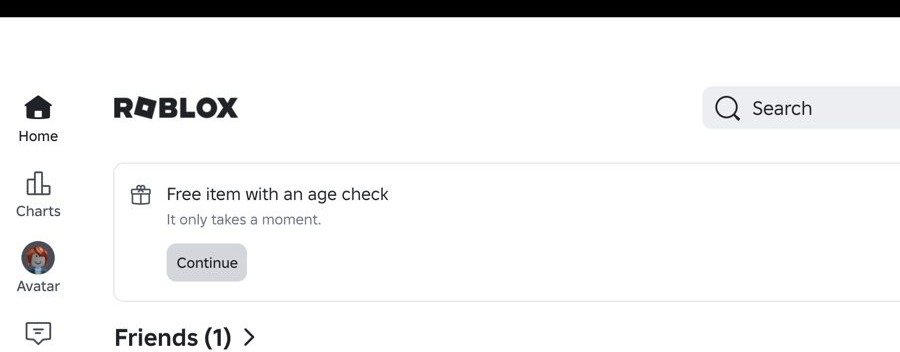 Home
Charts
Avatar
ROBLOX
Search
Free item with an age check
It only takes a moment.
Continue
Friends (1)